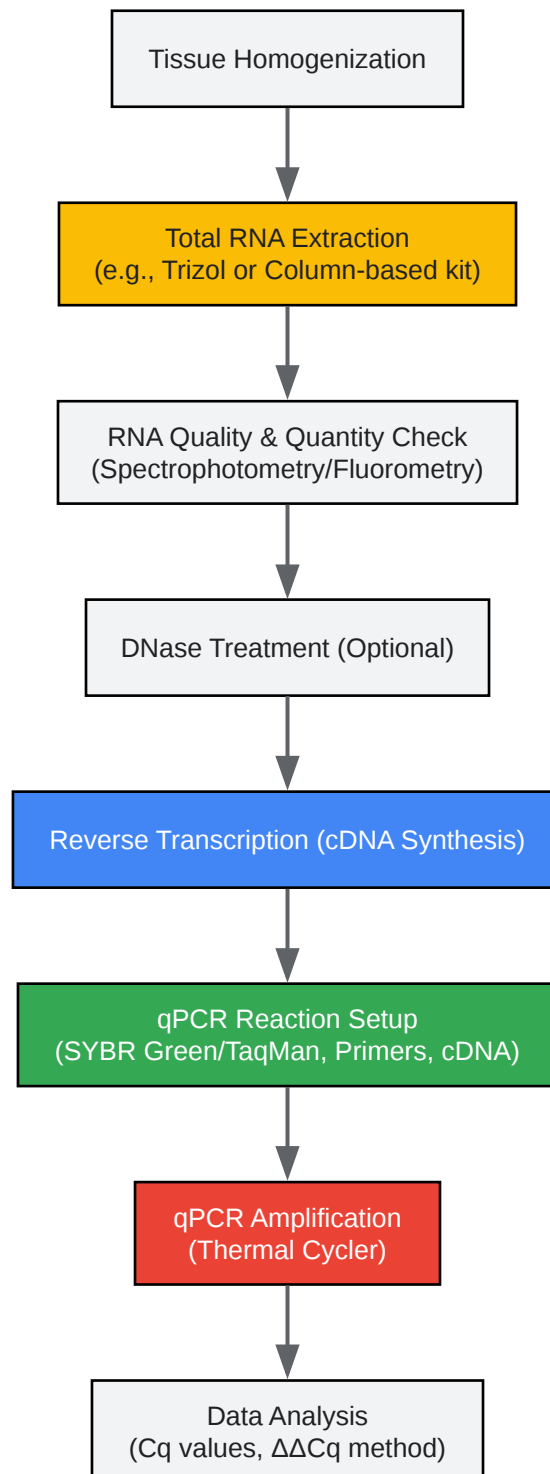 Tissue Homogenization
Total RNA Extraction
(e.g., Trizol or Column-based kit)
RNA Quality & Quantity Check
(Spectrophotometry/Fluorometry)
DNase Treatment (Optional)
Reverse Transcription (cDNA Synthesis)
qPCR Reaction Setup
(SYBR Green/TaqMan, Primers, cDNA)
qPCR Amplification
(Thermal Cycler)
Data Analysis
(Cq values, ΔΔCq method)